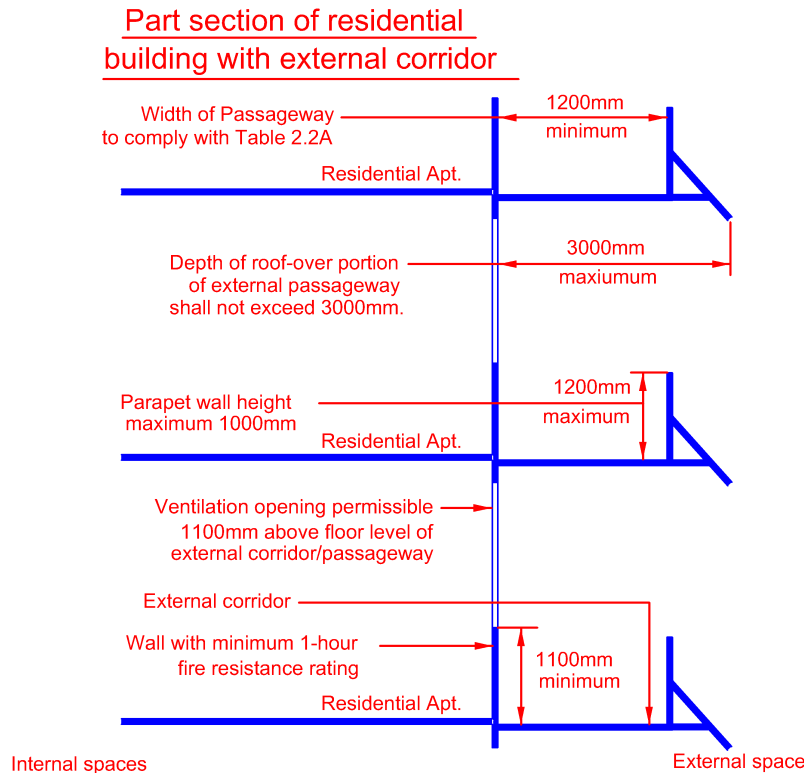 Part section of residential
building with external corridor
Width of Passageway
to comply with Table 2.2A
1200mm
minimum
Residential Apt.
Depth of roof-over portion
of external passageway
shall not exceed 3000mm.
3000mm
maxiumum
Parapet wall height
maximum 1000mm
1200mm
maximum
Residential Apt.
Ventilation opening permissible
1100mm above floor level of
external corridor/passageway
External corridor
Wall with minimum 1-hour
fire resistance rating
1100mm
minimum
Residential Apt.
Internal spaces
External space